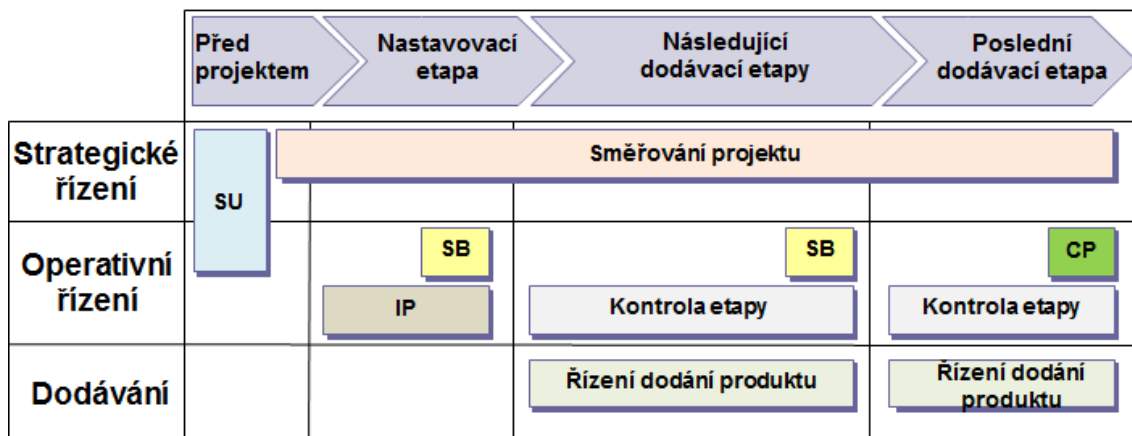 Před
projektem
Nastavovací
etapa
Následující
dodávací etapy
Poslední
dodávací etapa
Strategické
řízení
SU
Směřování projektu
Operativní
řízení
SB
SB
CP
IP
Kontrola etapy
Kontrola etapy
Dodávání
Řízení dodání produktu
Řízení dodání
produktu